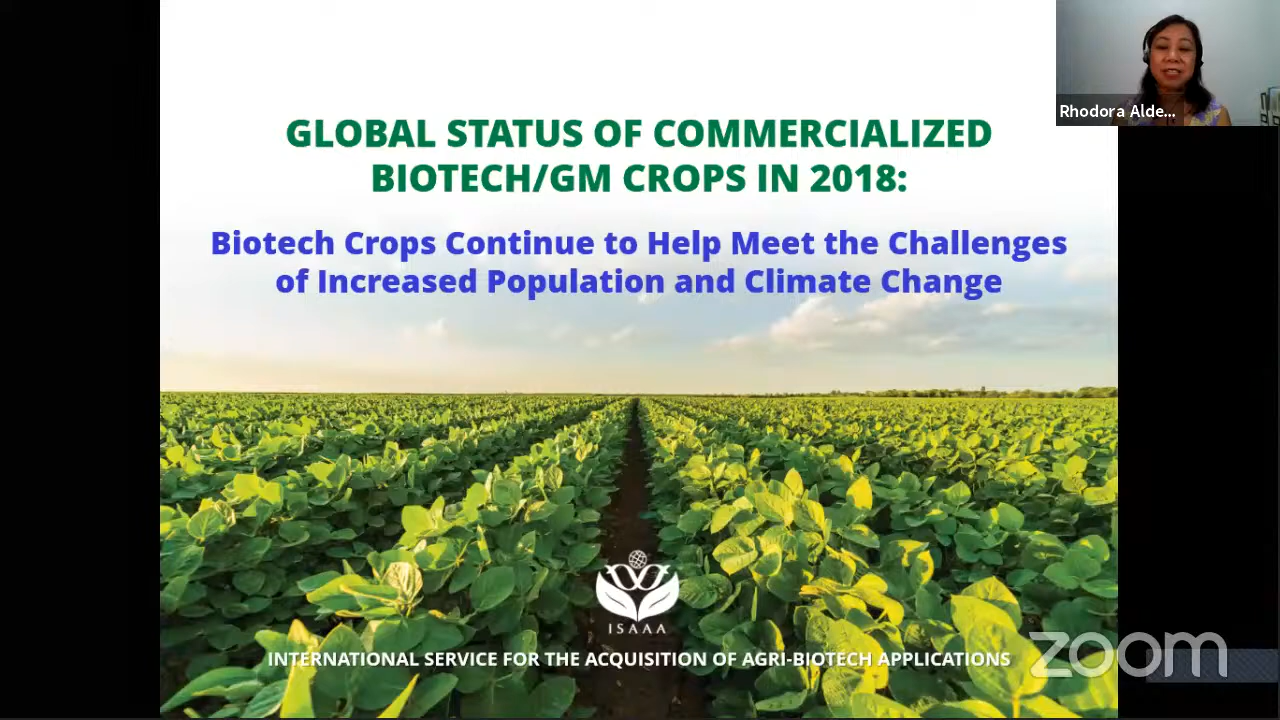 GLOBAL STATUS OF COMMERCIALIZED
BIOTECH/GM CROPS IN 2018:
Biotech Crops Continue to Help Meet the Challenges
of Increased Population and Climate Change
Rhodora Alde...
ISAAA
INTERNATIONAL SERVICE FOR THE ACQUISITION OF AGRI-BIOTECH APPLICATIONS
zoom